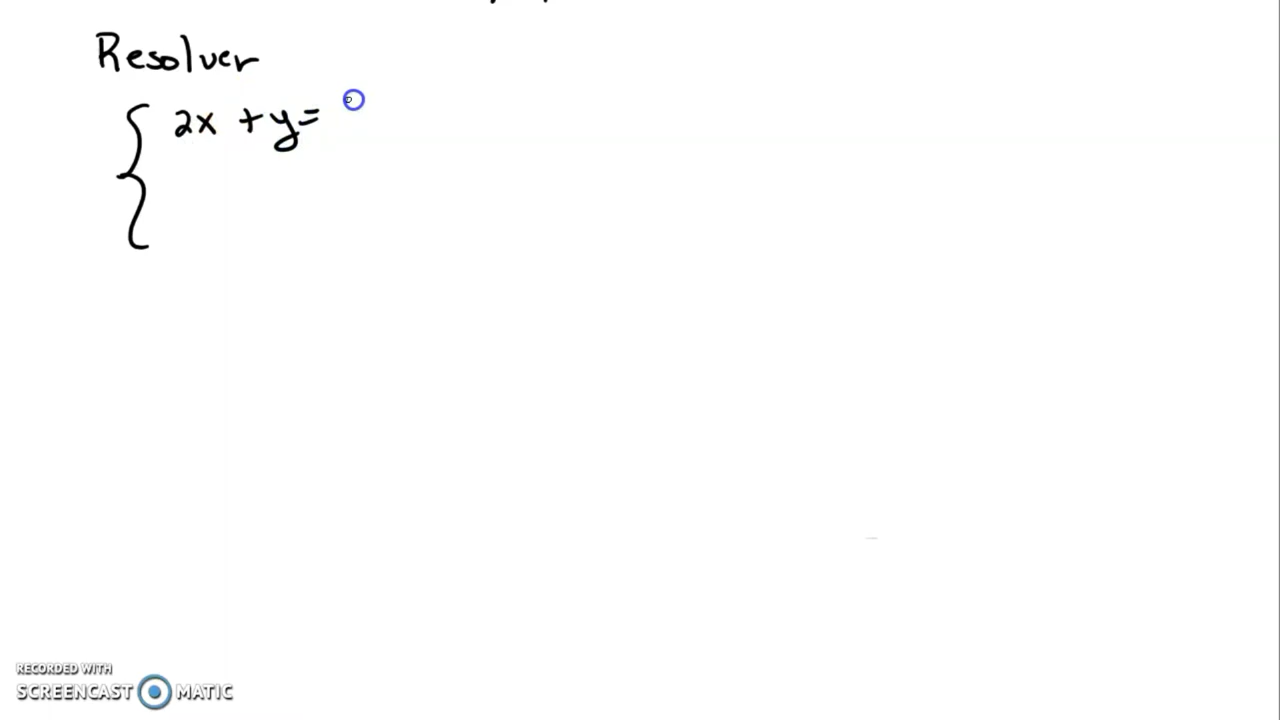 Resolver
2x + y =
RECORDED WITH
SCREENCAST MATIC